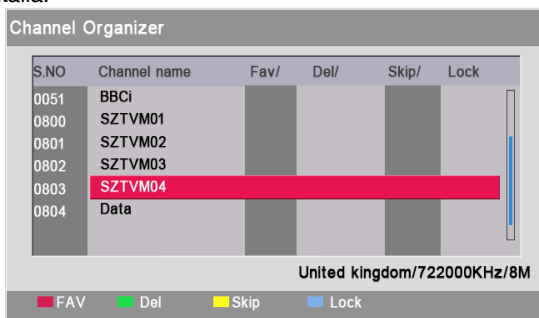 Channel Organizer
S.NO Channel name Fav/ Del/ Skip/ Lock
0051 BBCi
0800 SZTVM01
0801 SZTVM02
0802 SZTVM03
0803 SZTVM04
0804 Data
United kingdom/722000KHz/8M
FAV Del Skip Lock